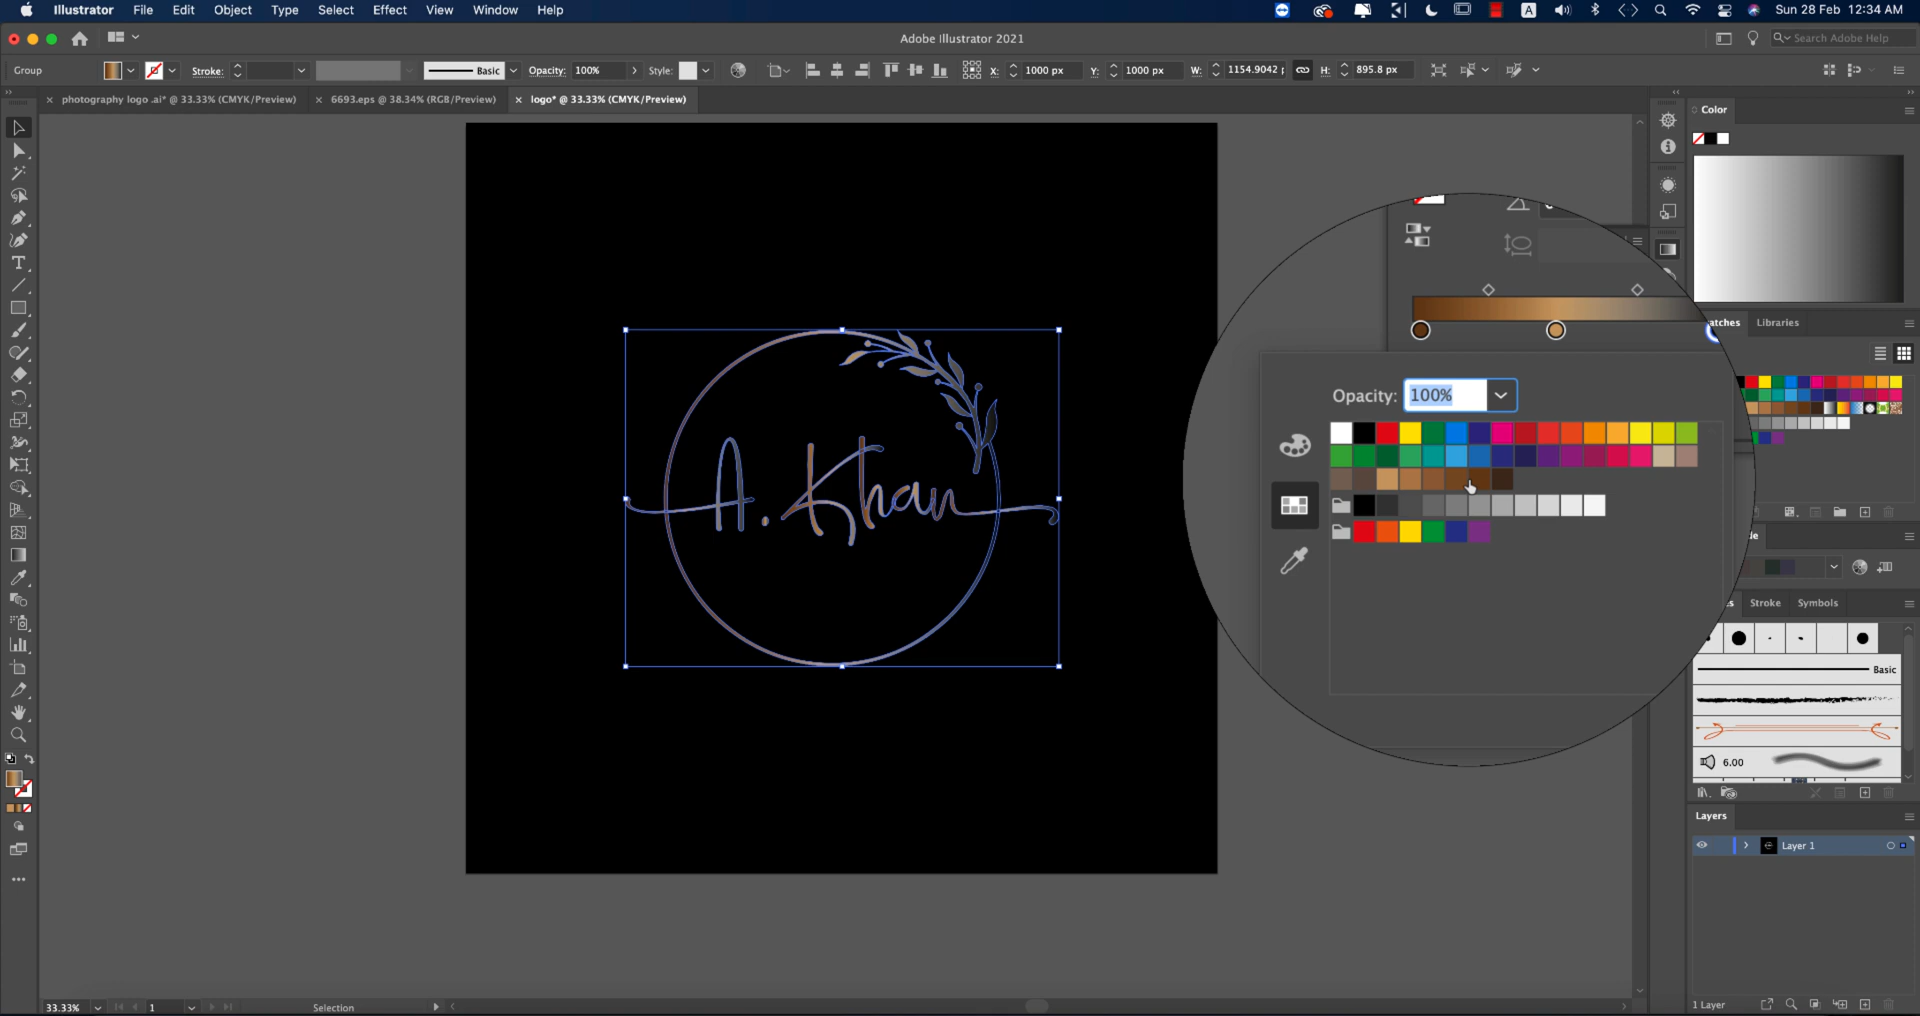 Illustrator File Edit Object Type Select Effect View Window Help
A
Sun 28 Feb 12:34 AM
Adobe Illustrator 2021
Search Adobe Help
Group
Stroke:
Basic
Opacity: 100%
Style:
X: 1000 px
Y: 1000 px
W: 1154.9042
H: 895.8 px
photography logo .ai* @ 33.33% (CMYK/Preview)
6693.eps @ 38.34% (RGB/Preview)
logo* @ 33.33% (CMYK/Preview)
Color
atches
Libraries
Opacity: 100%
A. Khan
Stroke
Symbols
Basic
6.00
Layers
Layer 1
33.33%
1
Selection
1 Layer